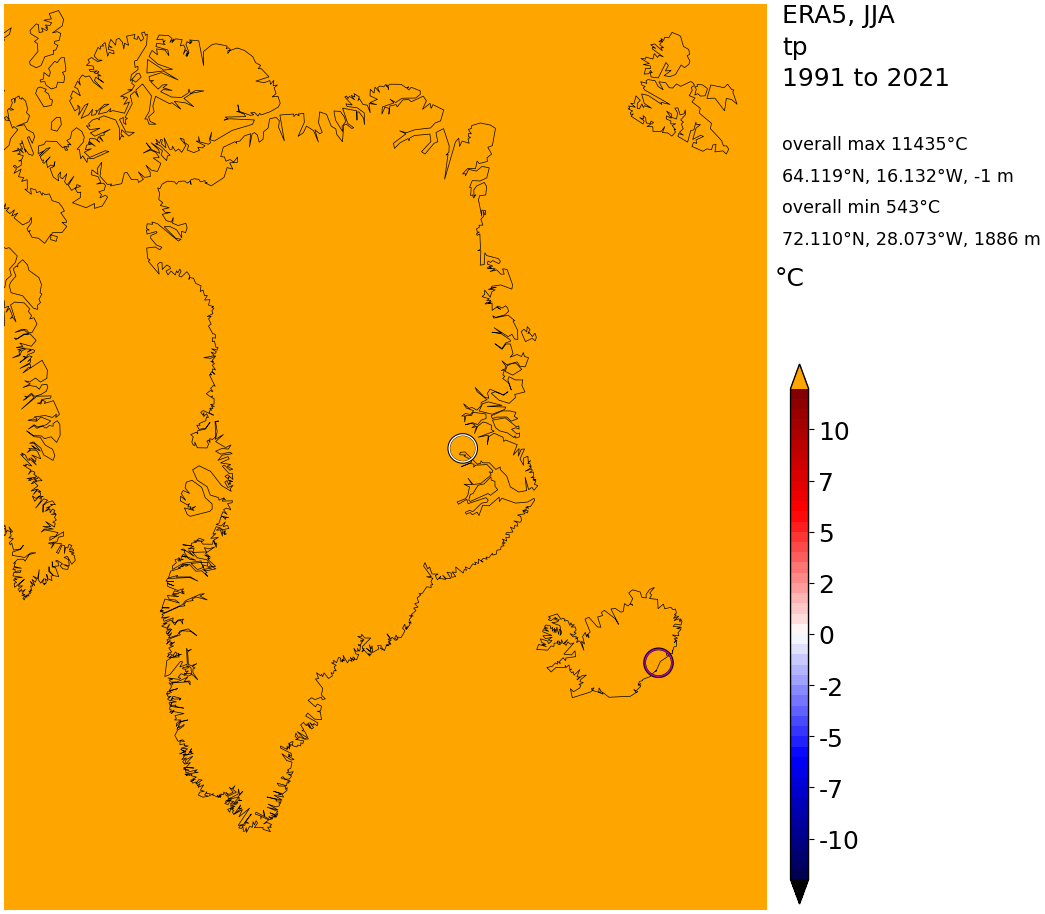 ERA5, JJA
tp
1991 to 2021
overall max 11435°C
64.119°N, 16.132°W, -1 m
overall min 543°C
72.110°N, 28.073°W, 1886 m
°C
10
7
5
2
0
-2
-5
-7
-10